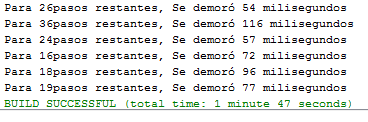 Para 26pasos restantes, Se demoró 54 milisegundos
Para 36pasos restantes, Se demoró 116 milisegundos
Para 24pasos restantes, Se demoró 57 milisegundos
Para 16pasos restantes, Se demoró 72 milisegundos
Para 18pasos restantes, Se demoró 96 milisegundos
Para 19pasos restantes, Se demoró 77 milisegundos
BUILD SUCCESSFUL (total time: 1 minute 47 seconds)